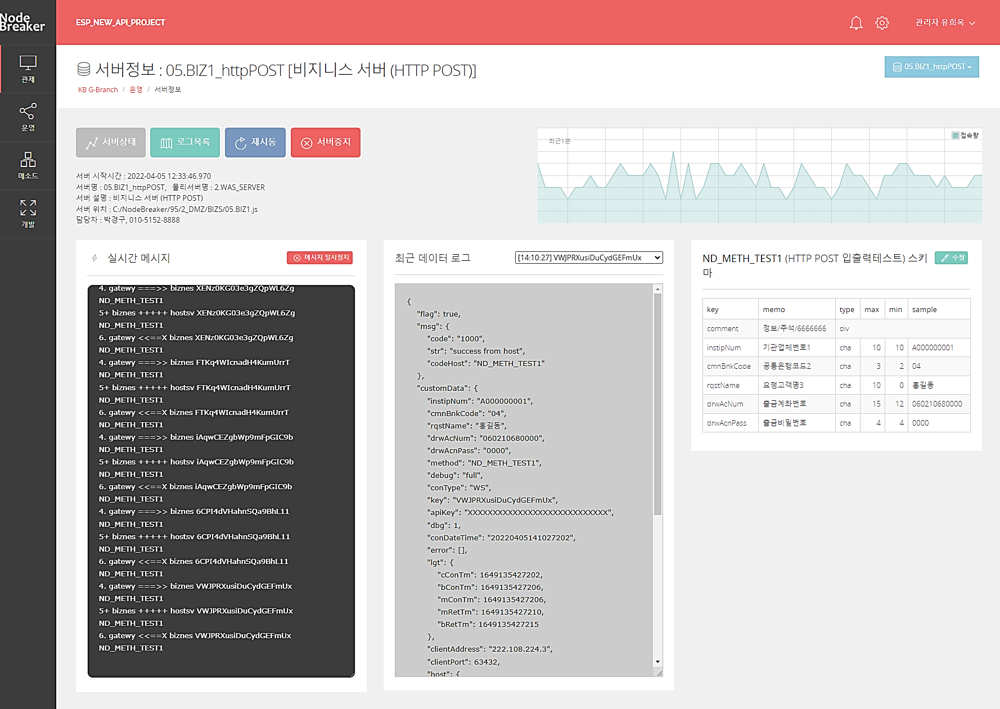 Node
Breaker
ESP_NEW_API_PROJECT
관리자 유희옥
관제
운영
메소드
개발
서버정보 : 05.BIZ1_httpPOST [비지니스 서버 (HTTP POST)]
05.BIZ1_httpPOST
KB G-Branch / 운영 / 서버정보
서버상태
로그목록
재시동
서버중지
최근1분
접속량
서버 시작시간 : 2022-04-05 12:33:46.970
서버명 : 05.BIZ1_httpPOST, 물리서버명 : 2.WAS_SERVER
서버 설명 : 비지니스 서버 (HTTP POST)
서버 위치 : C:/NodeBreaker/95/2_DMZ/BIZS/05.BIZ1.js
담당자 : 박경구, 010-5152-8888
실시간 메시지
메시지 일시정지
4. gatewy ===>> biznes XENz0KG03e3gZQpWL6Zg
ND_METH_TEST1
5+ biznes +++++ hostsv XENz0KG03e3gZQpWL6Zg
ND_METH_TEST1
6. gatewy <<==X biznes XENz0KG03e3gZQpWL6Zg
ND_METH_TEST1
4. gatewy ===>> biznes FTKq4WIcnadH4KumUrrT
ND_METH_TEST1
5+ biznes +++++ hostsv FTKq4WIcnadH4KumUrrT
ND_METH_TEST1
6. gatewy <<==X biznes FTKq4WIcnadH4KumUrrT
ND_METH_TEST1
4. gatewy ===>> biznes iAqwCEZgbWp9mFpGIC9b
ND_METH_TEST1
5+ biznes +++++ hostsv iAqwCEZgbWp9mFpGIC9b
ND_METH_TEST1
6. gatewy <<==X biznes iAqwCEZgbWp9mFpGIC9b
ND_METH_TEST1
4. gatewy ===>> biznes 6CPI4dVHahnSQa9BhL11
ND_METH_TEST1
5+ biznes +++++ hostsv 6CPI4dVHahnSQa9BhL11
ND_METH_TEST1
6. gatewy <<==X biznes 6CPI4dVHahnSQa9BhL11
ND_METH_TEST1
4. gatewy ===>> biznes VWJPRXusiDuCydGEFmUx
ND_METH_TEST1
5+ biznes +++++ hostsv VWJPRXusiDuCydGEFmUx
ND_METH_TEST1
6. gatewy <<==X biznes VWJPRXusiDuCydGEFmUx
ND_METH_TEST1
최근 데이터 로그
[14:10:27] VWJPRXusiDuCydGEFmUx
{
"flag": true,
"msg": {
"code": "1000",
"str": "success from host",
"codeHost": "ND_METH_TEST1"
},
"customData": {
"instipNum": "A000000001",
"cmnBnkCode": "04",
"rqstName": "홍길동",
"drwAcNum": "060210680000",
"drwAcnPass": "0000",
"method": "ND_METH_TEST1",
"debug": "full",
"conType": "WS",
"key": "VWJPRXusiDuCydGEFmUx",
"apiKey": "XXXXXXXXXXXXXXXXXXXXXXXXXXXX",
"dbg": 1,
"conDateTime": "20220405141027202",
"error": [],
"lgt": {
"cConTm": 1649135427202,
"bConTm": 1649135427206,
"mConTm": 1649135427206,
"mRetTm": 1649135427210,
"bRetTm": 1649135427215
},
"clientAddress": "222.108.224.3",
"clientPort": 63432,
"host": {
ND_METH_TEST1 (HTTP POST 입출력테스트) 스키
마
수정
key memo type max min sample
comment 정보/주석/6666666 div
instipNum 기관업체번호1 cha 10 10 A000000001
cmnBnkCode 공통은행코드2 cha 3 2 04
rqstName 요청고객명3 cha 10 0 홍길동
drwAcNum 출금계좌번호 cha 15 12 060210680000
drwAcnPass 출금비밀번호 cha 4 4 0000